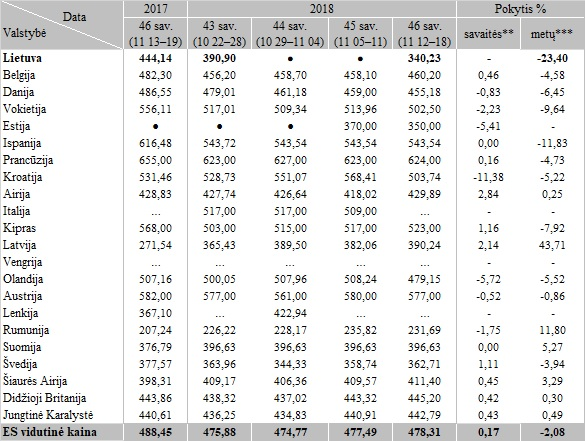 Data 2017 2018 Pokytis %
Valstybė 46 sav. (11 13–19) 43 sav. (10 22–28) 44 sav. (10 29–11 04) 45 sav. (11 05–11) 46 sav. (11 12–18) savaitės** metų***
Lietuva 444,14 390,90 ● ● 340,23 - -23,40
Belgija 482,30 456,20 458,70 458,10 460,20 0,46 -4,58
Danija 486,55 479,01 461,18 459,00 455,18 -0,83 -6,45
Vokietija 556,11 517,01 509,34 513,96 502,50 -2,23 -9,64
Estija ● ● ● 370,00 350,00 -5,41 -
Ispanija 616,48 543,72 543,54 543,54 543,54 0,00 -11,83
Prancūzija 655,00 623,00 627,00 623,00 624,00 0,16 -4,73
Kroatija 531,46 528,73 551,07 568,41 503,74 -11,38 -5,22
Airija 428,83 427,74 426,64 418,02 429,89 2,84 0,25
Italija ... 517,00 517,00 509,00 ... - -
Kipras 568,00 503,00 515,00 517,00 523,00 1,16 -7,92
Latvija 271,54 365,43 389,50 382,06 390,24 2,14 43,71
Vengrija ... ... ... ... ... - -
Olandija 507,16 500,05 507,96 508,24 479,15 -5,72 -5,52
Austrija 582,00 577,00 561,00 580,00 577,00 -0,52 -0,86
Lenkija 367,10 ... 422,94 ... ... - -
Rumunija 207,24 226,22 228,17 235,82 231,69 -1,75 11,80
Suomija 376,79 396,63 396,63 396,63 396,63 0,00 5,27
Švedija 377,57 363,96 344,33 358,74 362,71 1,11 -3,94
Šiaurės Airija 398,31 409,17 406,36 409,57 411,40 0,45 3,29
Didžioji Britanija 443,86 438,32 437,02 443,32 445,20 0,42 0,30
Jungtinė Karalystė 440,61 436,25 434,83 440,91 442,79 0,43 0,49
ES vidutinė kaina 488,45 475,88 474,77 477,49 478,31 0,17 -2,08